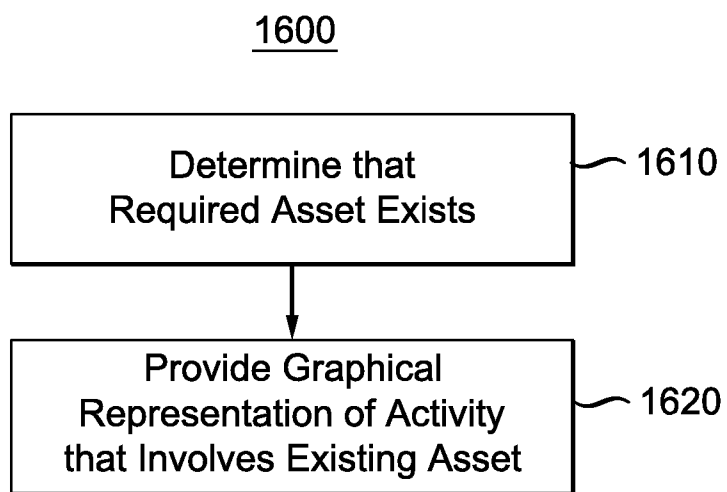 1600
Determine that
Required Asset Exists
1610
Provide Graphical
Representation of Activity
that Involves Existing Asset
1620